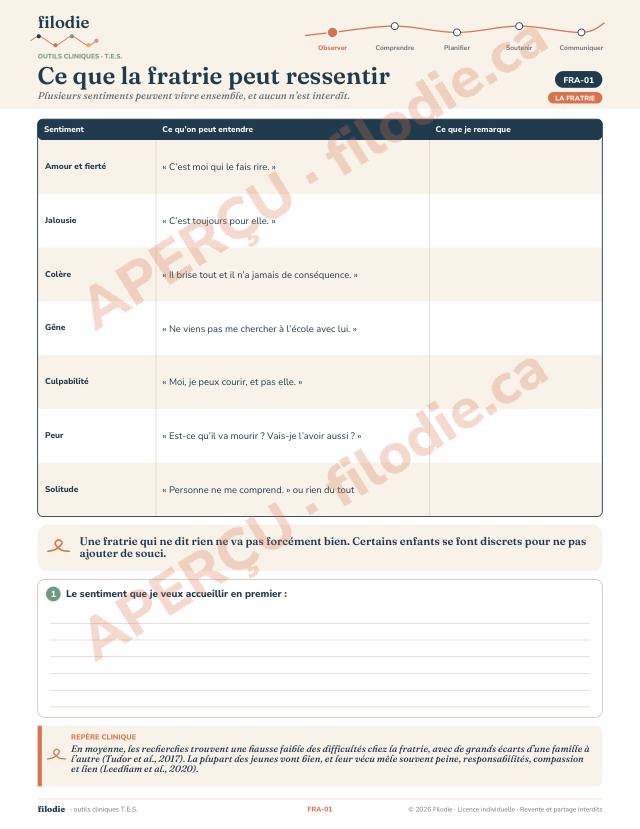 filodie
OUTILS CLINIQUES · T.E.S.
Observer Comprendre Planifier Soutenir Communiquer
Ce que la fratrie peut ressentir
Plusieurs sentiments peuvent vivre ensemble, et aucun n’est interdit.
FRA-01
LA FRATRIE
Sentiment Ce qu’on peut entendre Ce que je remarque
Amour et fierté « C’est moi qui le fais rire. »
Jalousie « C’est toujours pour elle. »
Colère « Il brise tout et il n’a jamais de conséquence. »
Gêne « Ne viens pas me chercher à l’école avec lui. »
Culpabilité « Moi, je peux courir, et pas elle. »
Peur « Est-ce qu’il va mourir ? Vais-je l’avoir aussi ? »
Solitude « Personne ne me comprend. » ou rien du tout
APERÇU · filodie.ca
APERÇU · filodie.ca
Une fratrie qui ne dit rien ne va pas forcément bien. Certains enfants se font discrets pour ne pas
ajouter de souci.
1 Le sentiment que je veux accueillir en premier :
REPÈRE CLINIQUE
En moyenne, les recherches trouvent une hausse faible des difficultés chez la fratrie, avec de grands écarts d’une famille à
l’autre (Tudor et al., 2017). La plupart des jeunes vont bien, et leur vécu mêle souvent peine, responsabilités, compassion
et lien (Leedham et al., 2020).
filodie · outils cliniques T.E.S. FRA-01 © 2026 Filodie · Licence individuelle · Revente et partage interdits